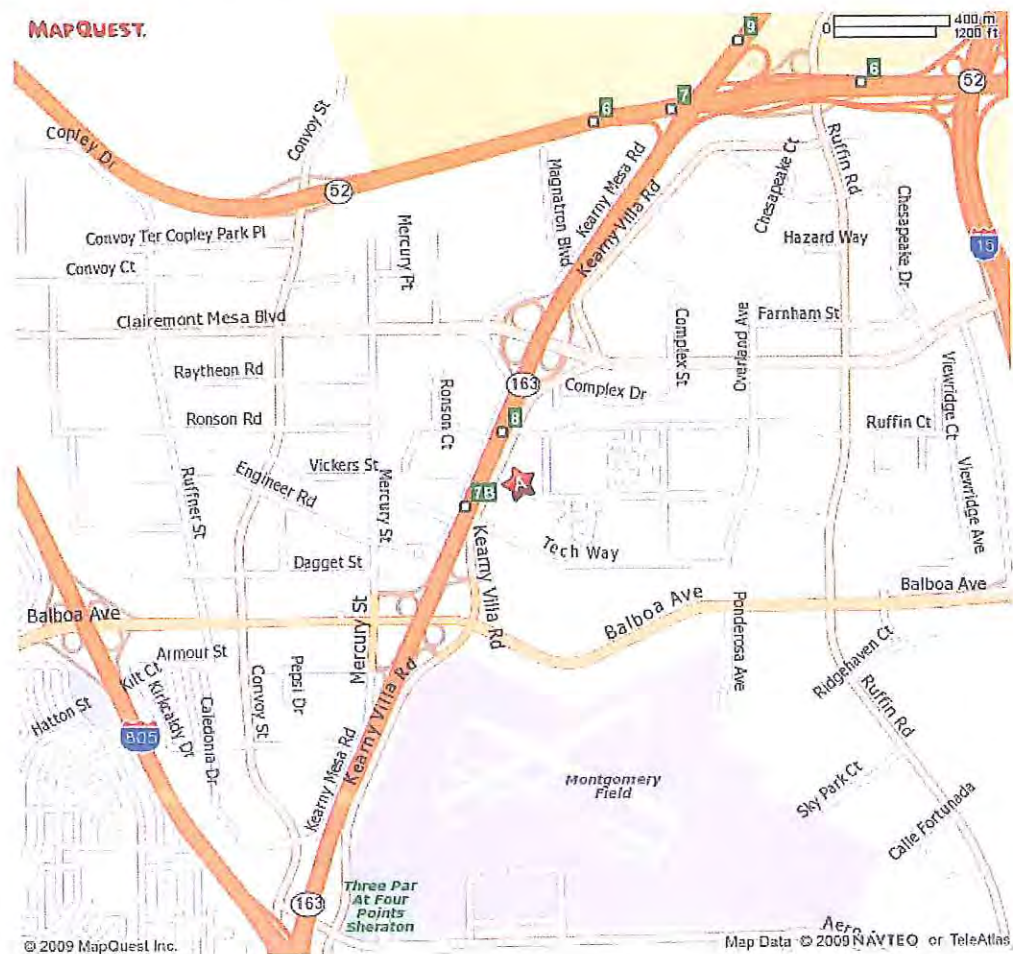 MAPQUEST.
0 400 m
1200 ft
9
6
7
6
52
Copley Dr
Convoy St
52
Magnatron Blvd
Kearny Mesa Rd
Kearny Villa Rd
Chesapeake Ct
Ruffin Rd
Chesapeake Dr
Hazard Way
15
Convoy Ter Copley Park Pl
Mercury Pt
Convoy Ct
Clairemont Mesa Blvd
Farnham St
Complex St
Overland Ave
Raytheon Rd
163
Complex Dr
Viewridge Ct
Ronson Rd
Ronson Ct
8
Ruffin Ct
Vickers St
Engineer Rd
Mercury St
Ruffner St
7B
A
Viewridge Ave
Tech Way
Dagget St
Kearny Villa Rd
Balboa Ave
Balboa Ave
Balboa Ave
Mercury St
Ponderosa Ave
Armour St
Kilt Ct
Kirkcaldy Dr
Caledonia Dr
Pepsi Dr
Convoy St
Ridgehaven Ct
Ruffin Rd
Hatton St
805
Kearny Villa Rd
Kearny Mesa Rd
Montgomery
Field
Sky Park Ct
Calle Fortunada
Three Par
At Four
Points
Sheraton
163
Aero
© 2009 MapQuest Inc.
Map Data © 2009 NAVTEQ or TeleAtlas